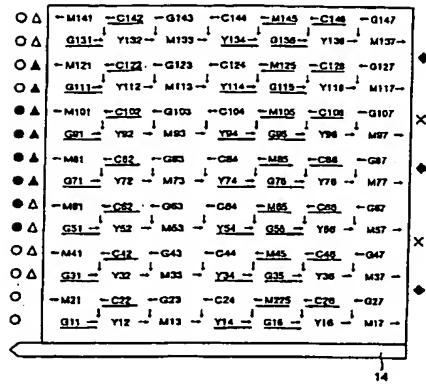 ←M141 ←C142 ←G143 ←C144 ←M145 ←C146 ←G147
G131→ Y132→ M133→ Y134→ G135→ Y136→ M137→
←M121 ←C122 ←G123 ←C124 ←M125 ←C126 ←G127
G111→ Y112→ M113→ Y114→ G115→ Y116→ M117→
←M101 ←C102 ←G103 ←C104 ←M105 ←C106 ←G107
G91→ Y92→ M93→ Y94→ G95→ Y96→ M97→
←M81 ←C82 ←G83 ←C84 ←M85 ←C86 ←G87
G71→ Y72→ M73→ Y74→ G75→ Y76→ M77→
←M61 ←C62 ←G63 ←C64 ←M65 ←C66 ←G67
G51→ Y52→ M53→ Y54→ G55→ Y56→ M57→
←M41 ←C42 ←G43 ←C44 ←M45 ←C46 ←G47
G31→ Y32→ M33→ Y34→ G35→ Y36→ M37→
←M21 ←C22 ←G23 ←C24 ←M225 ←C26 ←G27
G11→ Y12→ M13→ Y14→ G15→ Y16→ M17→
14